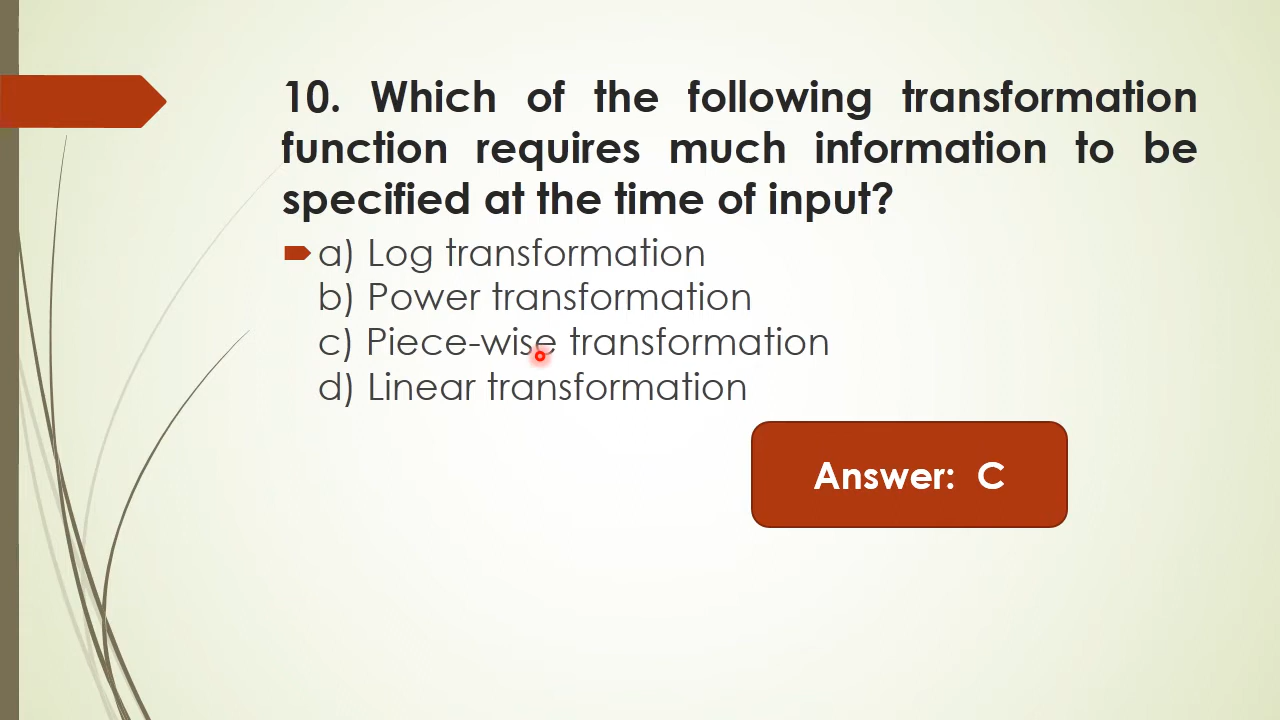 10. Which of the following transformation
function requires much information to be
specified at the time of input?
a) Log transformation
b) Power transformation
c) Piece-wise transformation
d) Linear transformation
Answer: C